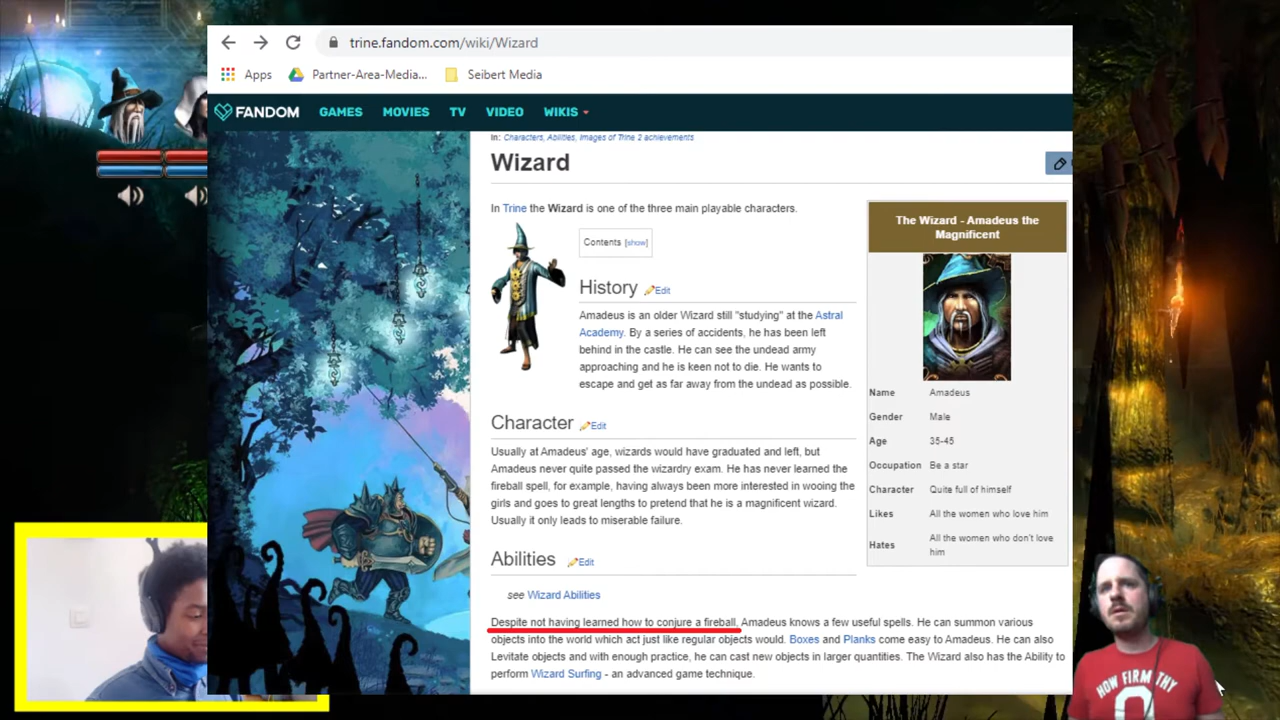 trine.fandom.com/wiki/Wizard
Apps Partner-Area-Media... Seibert Media
FANDOM GAMES MOVIES TV VIDEO WIKIS
In: Characters, Abilities, Images of Trine 2 achievements
Wizard
In Trine the Wizard is one of the three main playable characters.
Contents [show]
History Edit
Amadeus is an older Wizard still "studying" at the Astral
Academy. By a series of accidents, he has been left
behind in the castle. He can see the undead army
approaching and he is keen not to die. He wants to
escape and get as far away from the undead as possible.
Character Edit
Usually at Amadeus' age, wizards would have graduated and left, but
Amadeus never quite passed the wizardry exam. He has never learned the
fireball spell, for example, having always been more interested in wooing the
girls and goes to great lengths to pretend that he is a magnificent wizard.
Usually it only leads to miserable failure.
Abilities Edit
see Wizard Abilities
Despite not having learned how to conjure a fireball, Amadeus knows a few useful spells. He can summon various
objects into the world which act just like regular objects would. Boxes and Planks come easy to Amadeus. He can also
Levitate objects and with enough practice, he can cast new objects in larger quantities. The Wizard also has the Ability to
perform Wizard Surfing - an advanced game technique.
The Wizard - Amadeus the
Magnificent
Name Amadeus
Gender Male
Age 35-45
Occupation Be a star
Character Quite full of himself
Likes All the women who love him
Hates All the women who don't love
him
HOW FIRM THY